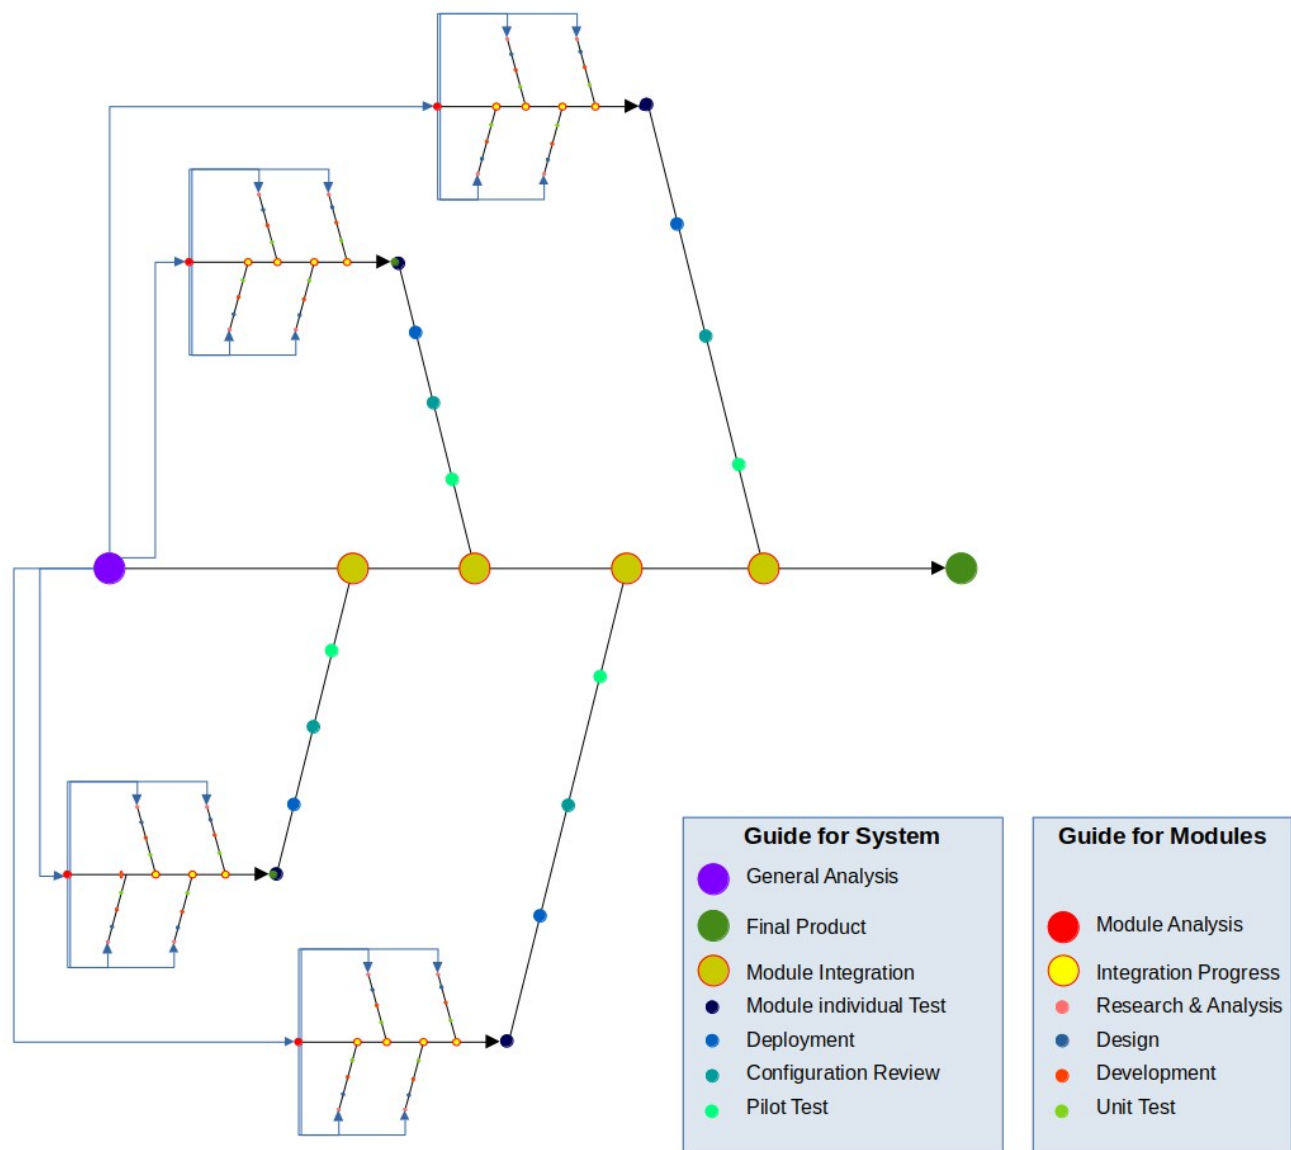 Guide for System
General Analysis
Final Product
Module Integration
Module individual Test
Deployment
Configuration Review
Pilot Test
Guide for Modules
Module Analysis
Integration Progress
Research & Analysis
Design
Development
Unit Test